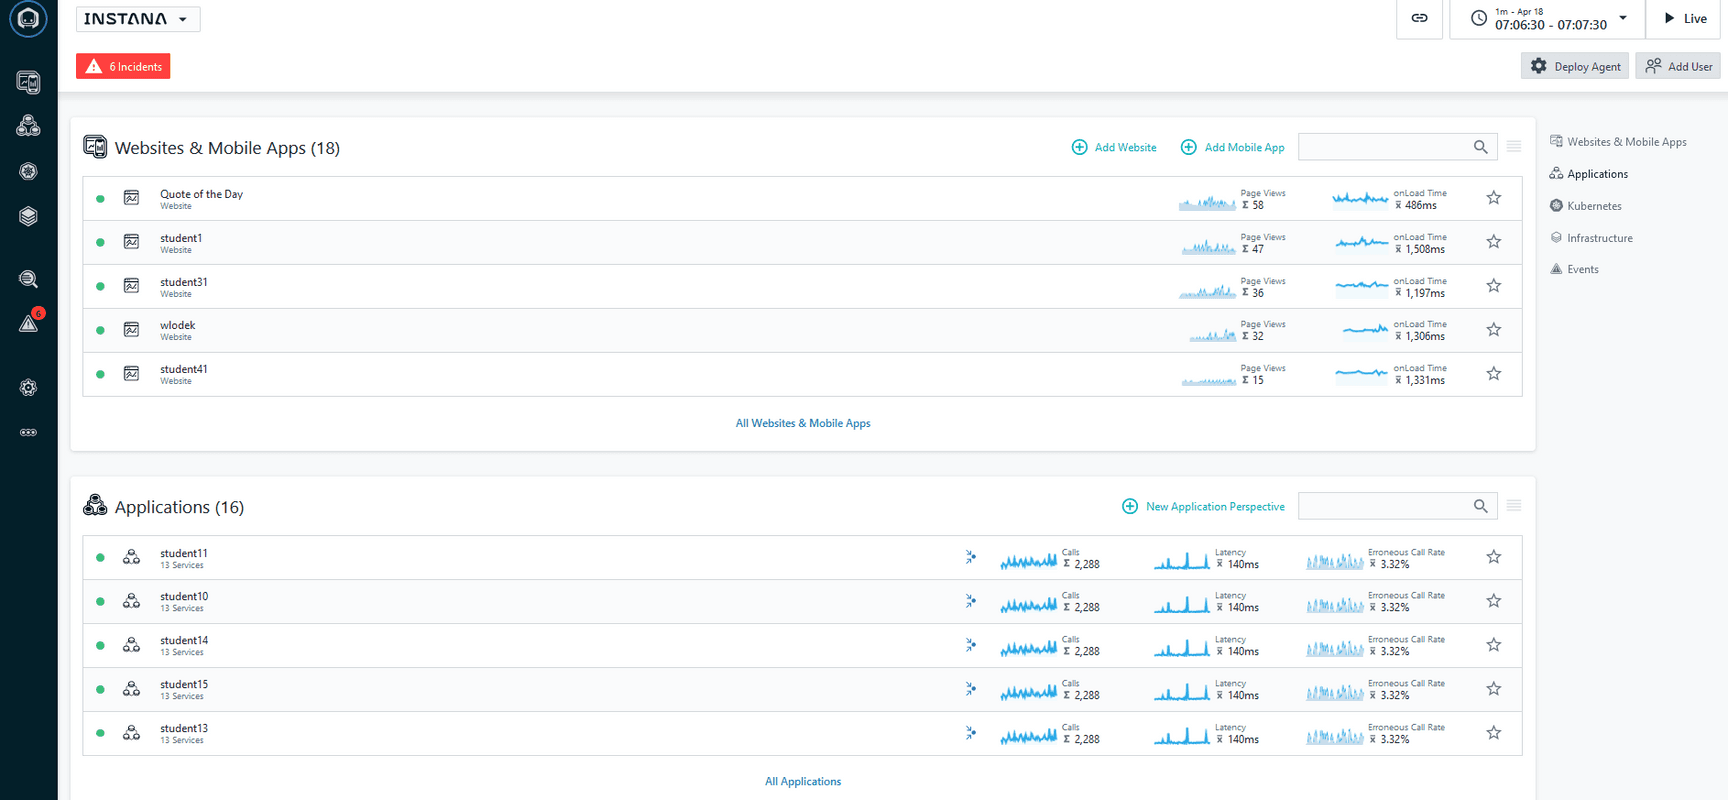 INSTANA
1m - Apr 18
07:06:30 - 07:07:30
Live
6 Incidents
Deploy Agent
Add User
6
Websites & Mobile Apps (18)
Add Website
Add Mobile App
Quote of the Day
Website
Page Views
Σ 58
onLoad Time
x̄ 486ms
student1
Website
Page Views
Σ 47
onLoad Time
x̄ 1,508ms
student31
Website
Page Views
Σ 36
onLoad Time
x̄ 1,197ms
wlodek
Website
Page Views
Σ 32
onLoad Time
x̄ 1,306ms
student41
Website
Page Views
Σ 15
onLoad Time
x̄ 1,331ms
All Websites & Mobile Apps
Websites & Mobile Apps
Applications
Kubernetes
Infrastructure
Events
Applications (16)
New Application Perspective
student11
13 Services
Calls
Σ 2,288
Latency
x̄ 140ms
Erroneous Call Rate
x̄ 3.32%
student10
13 Services
Calls
Σ 2,288
Latency
x̄ 140ms
Erroneous Call Rate
x̄ 3.32%
student14
13 Services
Calls
Σ 2,288
Latency
x̄ 140ms
Erroneous Call Rate
x̄ 3.32%
student15
13 Services
Calls
Σ 2,288
Latency
x̄ 140ms
Erroneous Call Rate
x̄ 3.32%
student13
13 Services
Calls
Σ 2,288
Latency
x̄ 140ms
Erroneous Call Rate
x̄ 3.32%
All Applications